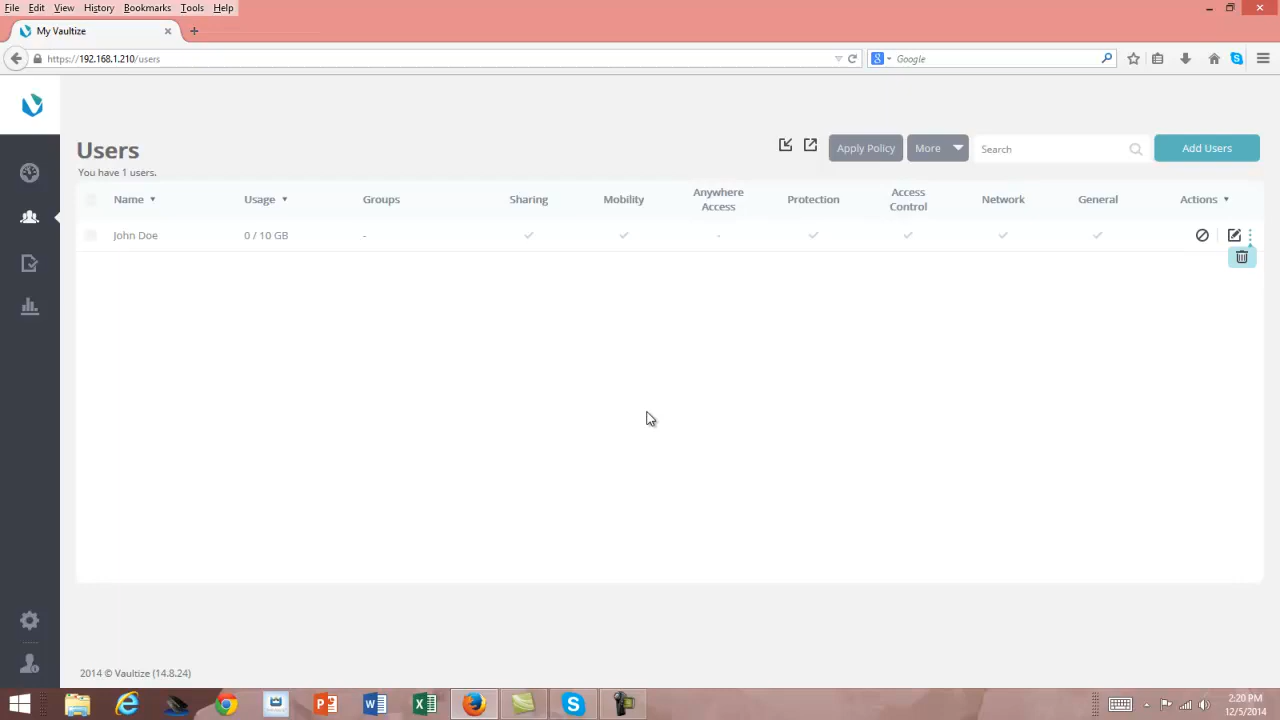 File Edit View History Bookmarks Tools Help
My Vaultize
https://192.168.1.210/users
Google
Users
You have 1 users.
Apply Policy
More
Search
Add Users
Name Usage Groups Sharing Mobility Anywhere Access Protection Access Control Network General Actions
John Doe 0 / 10 GB - -
2014 © Vaultize (14.8.24)
2:20 PM
12/5/2014